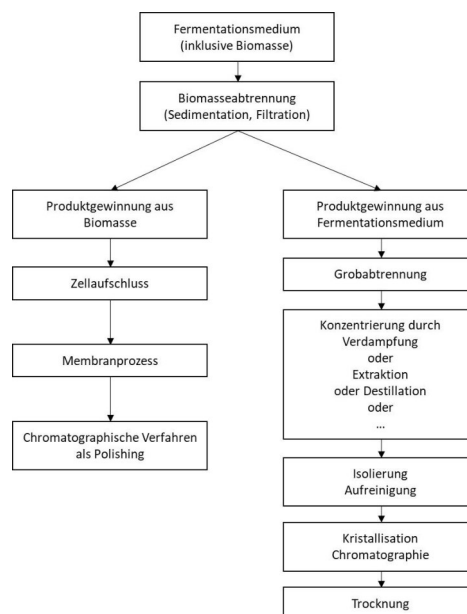 Fermentationsmedium
(inklusive Biomasse)
Biomasseabtrennung
(Sedimentation, Filtration)
Produktgewinnung aus
Biomasse
Zellaufschluss
Membranprozess
Chromatographische Verfahren
als Polishing
Produktgewinnung aus
Fermentationsmedium
Grobabtrennung
Konzentrierung durch
Verdampfung
oder
Extraktion
oder Destillation
oder
...
Isolierung
Aufreinigung
Kristallisation
Chromatographie
Trocknung